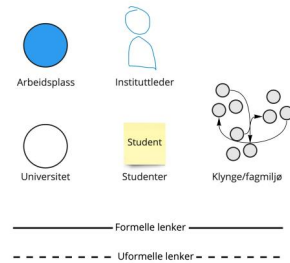 Arbeidsplass
Instituttleder
Universitet
Student
Studenter
Klynge/fagmiljø
Formelle lenker
Uformelle lenker